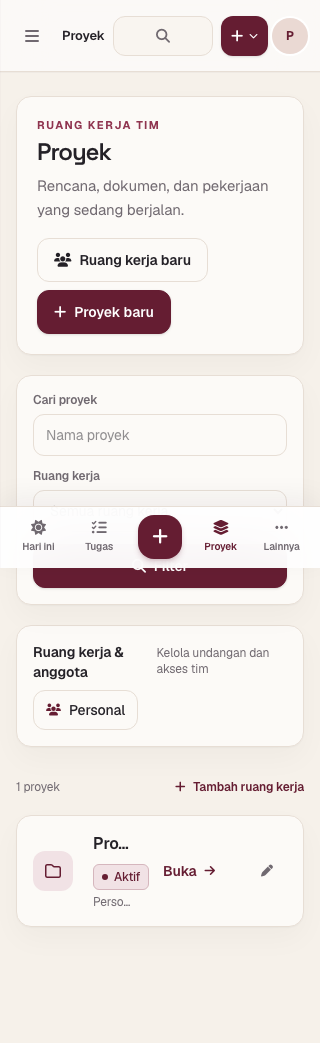 Proyek
P
RUANG KERJA TIM
Proyek
Rencana, dokumen, dan pekerjaan
yang sedang berjalan.
Ruang kerja baru
Proyek baru
Cari proyek
Nama proyek
Ruang kerja
Hari ini
Tugas
Proyek
Lainnya
Filter
Ruang kerja &
anggota
Kelola undangan dan
akses tim
Personal
1 proyek
Tambah ruang kerja
Pro...
Aktif
Perso...
Buka